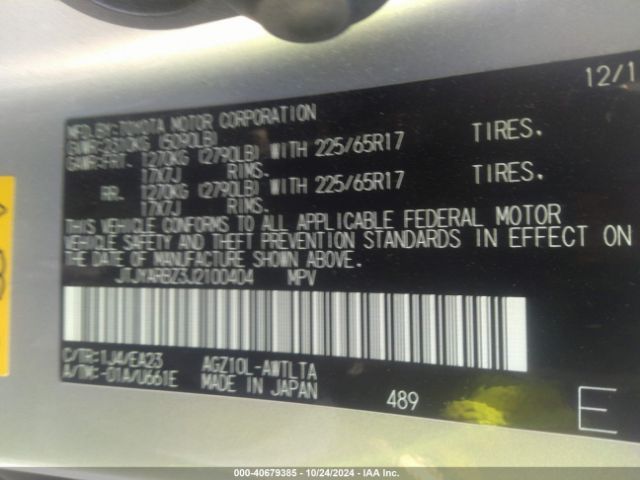 12/1
MFD.BY:TOYOTA MOTOR CORPORATION
GVWR:2310KG (5090LB)
GAWR:FRT. 1270KG (2790LB) WITH 225/65R17 TIRES.
17X7J RIMS.
RR. 1270KG (2790LB) WITH 225/65R17 TIRES.
17X7J RIMS.
THIS VEHICLE CONFORMS TO ALL APPLICABLE FEDERAL MOTOR
VEHICLE SAFETY AND THEFT PREVENTION STANDARDS IN EFFECT ON
THE DATE OF MANUFACTURE SHOWN ABOVE.
JTJYARBZ3J2100404 MPV
C/TR:1J4/EA23 AGZ10L-AWTLTA
A/TM:-01A/U661E MADE IN JAPAN
489 E
000-40679385 - 10/24/2024 - IAA Inc.